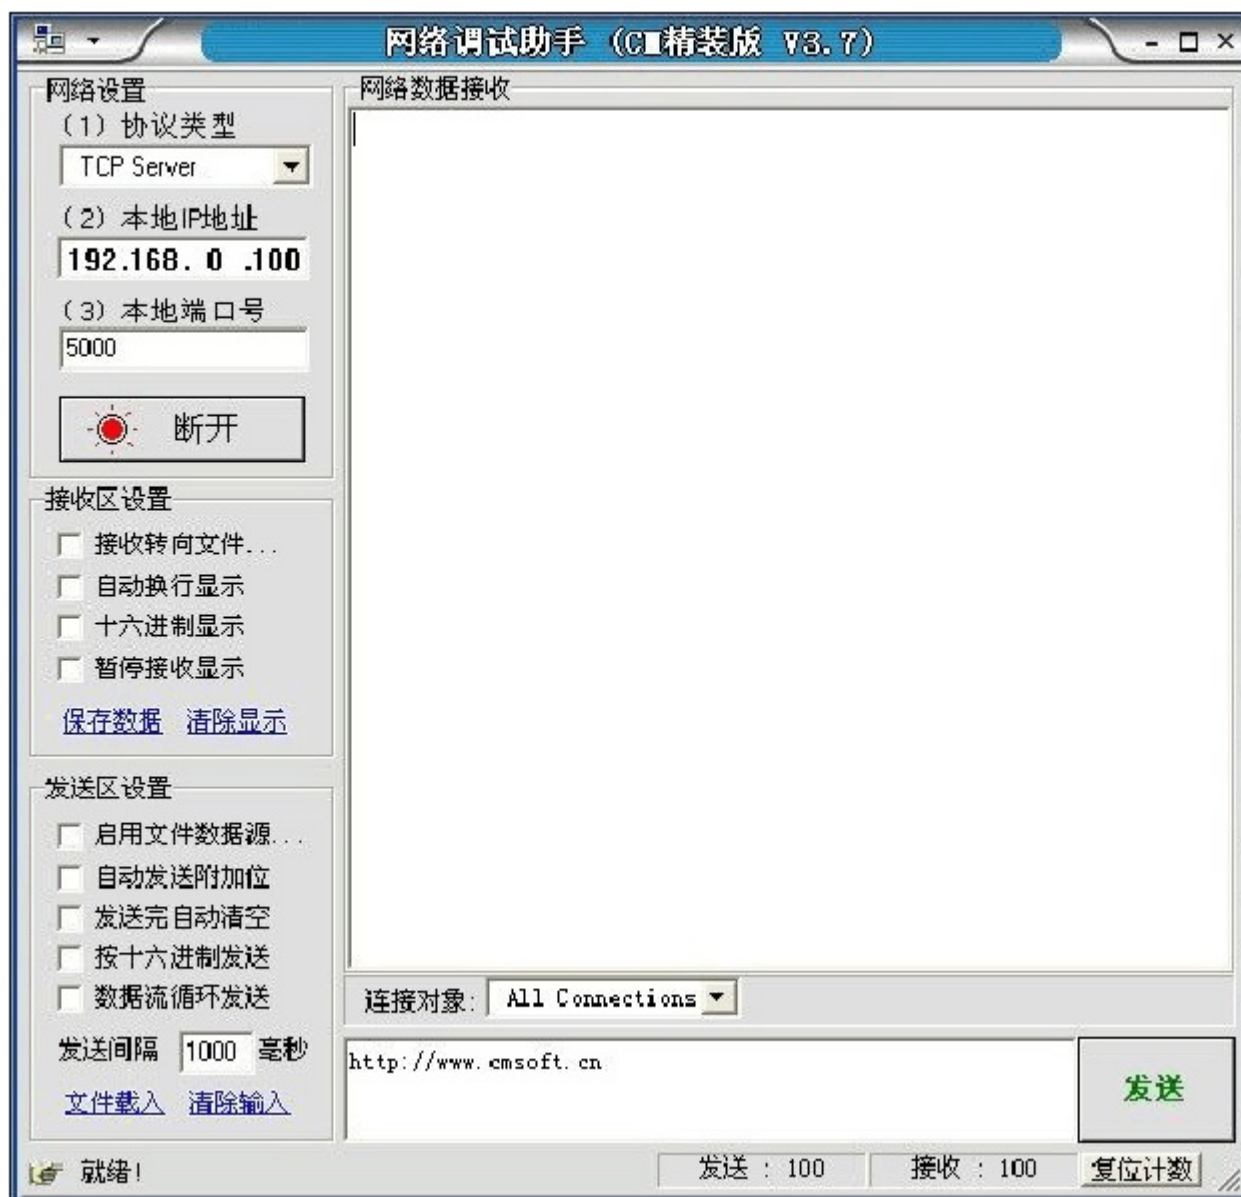 网络调试助手 (CM精装版 V3.7)
网络设置
(1) 协议类型
TCP Server
(2) 本地IP地址
192.168. 0 .100
(3) 本地端口号
5000
断开
接收区设置
接收转向文件...
自动换行显示
十六进制显示
暂停接收显示
保存数据 清除显示
发送区设置
启用文件数据源...
自动发送附加位
发送完自动清空
按十六进制发送
数据流循环发送
发送间隔 1000 毫秒
文件载入 清除输入
网络数据接收
连接对象: All Connections
http://www.cmsoft.cn
发送
就绪!
发送 : 100
接收 : 100
复位计数